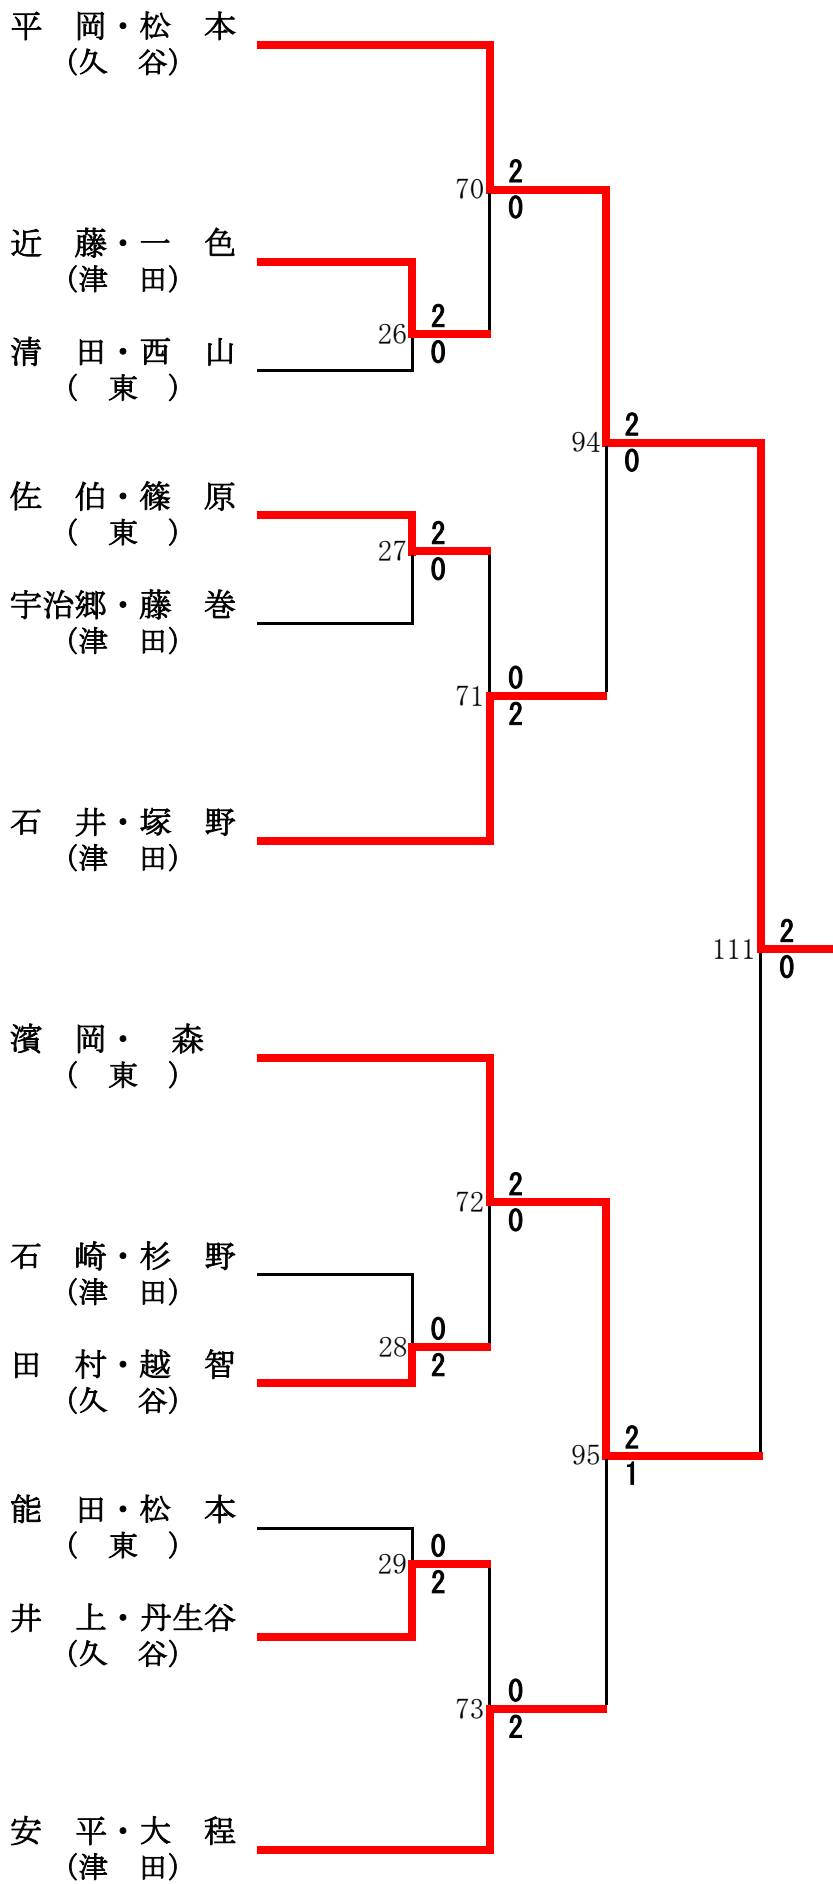 平　岡・松　本
(久　谷)
70
2
0
近　藤・一　色
(津　田)
26
2
0
清　田・西　山
(　東　)
94
2
0
佐　伯・篠　原
(　東　)
27
2
0
宇治郷・藤　巻
(津　田)
71
0
2
石　井・塚　野
(津　田)
111
2
0
濱　岡・　森
(　東　)
72
2
0
石　崎・杉　野
(津　田)
28
0
2
田　村・越　智
(久　谷)
95
2
1
能　田・松　本
(　東　)
29
0
2
井　上・丹生谷
(久　谷)
73
0
2
安　平・大　程
(津　田)